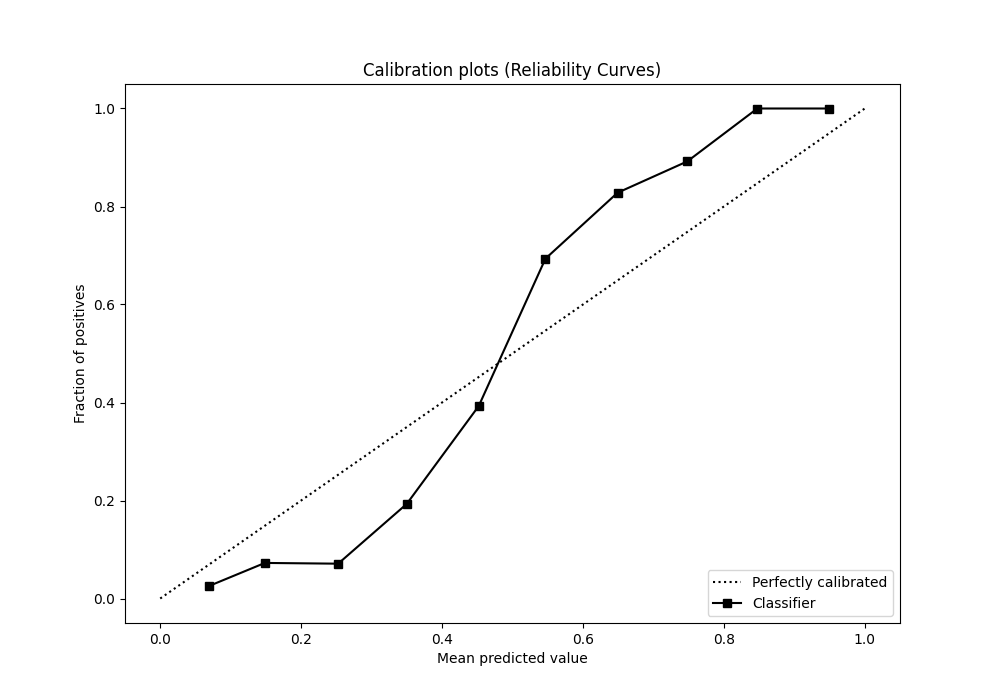 Calibration plots (Reliability Curves)
1.0
0.8
0.6
0.4
0.2
0.0
Fraction of positives
Perfectly calibrated
Classifier
0.0 0.2 0.4 0.6 0.8 1.0
Mean predicted value